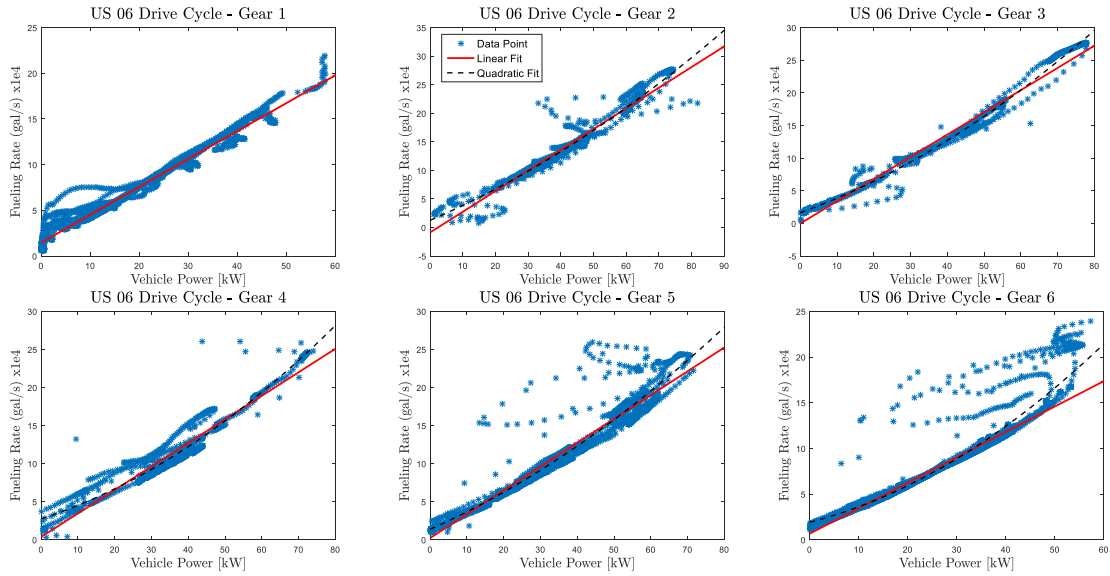 US 06 Drive Cycle - Gear 1
25
20
15
10
5
0
Fueling Rate (gal/s) x1e4
0 10 20 30 40 50 60
Vehicle Power [kW]
US 06 Drive Cycle - Gear 2
35
30
25
20
15
10
5
0
-5
Fueling Rate (gal/s) x1e4
Data Point
Linear Fit
Quadratic Fit
0 10 20 30 40 50 60 70 80 90
Vehicle Power [kW]
US 06 Drive Cycle - Gear 3
30
25
20
15
10
5
0
-5
Fueling Rate (gal/s) x1e4
0 10 20 30 40 50 60 70 80
Vehicle Power [kW]
US 06 Drive Cycle - Gear 4
30
25
20
15
10
5
0
Fueling Rate (gal/s) x1e4
0 10 20 30 40 50 60 70 80
Vehicle Power [kW]
US 06 Drive Cycle - Gear 5
30
25
20
15
10
5
0
Fueling Rate (gal/s) x1e4
0 10 20 30 40 50 60 70 80
Vehicle Power [kW]
US 06 Drive Cycle - Gear 6
25
20
15
10
5
0
Fueling Rate (gal/s) x1e4
0 10 20 30 40 50 60
Vehicle Power [kW]